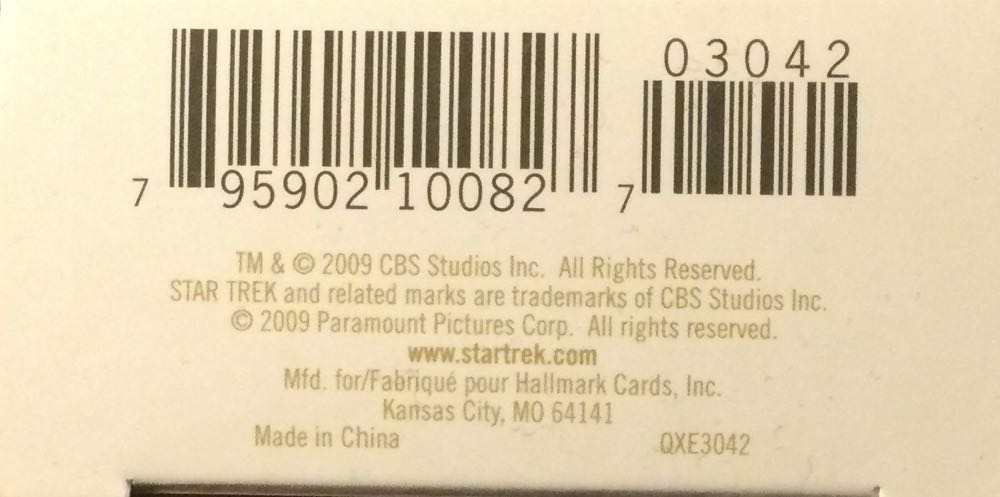 03042
7 95902 10082 7
TM & © 2009 CBS Studios Inc. All Rights Reserved.
STAR TREK and related marks are trademarks of CBS Studios Inc.
© 2009 Paramount Pictures Corp. All rights reserved.
www.startrek.com
Mfd. for/Fabriqué pour Hallmark Cards, Inc.
Kansas City, MO 64141
Made in China QXE3042